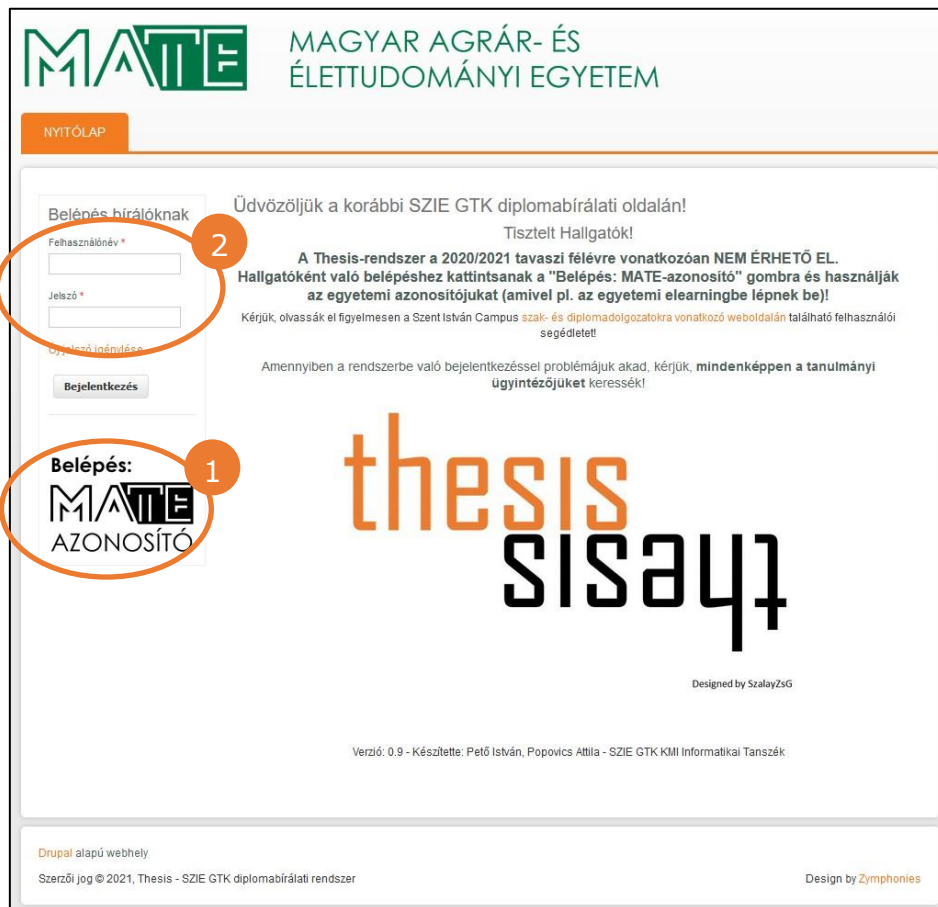 MATE
MAGYAR AGRÁR- ÉS
ÉLETTUDOMÁNYI EGYETEM
NYITÓLAP
Belépés bírálóknak
Felhasználónév *
Jelszó *
Új jelszó igénylése
Bejelentkezés
2
Belépés:
MATE
AZONOSÍTÓ
1
Üdvözöljük a korábbi SZIE GTK diplomabírálati oldalán!
Tisztelt Hallgatók!
A Thesis-rendszer a 2020/2021 tavaszi félévre vonatkozóan NEM ÉRHETŐ EL.
Hallgatóként való belépéshez kattintsanak a "Belépés: MATE-azonosító" gombra és használják
az egyetemi azonosítójukat (amivel pl. az egyetemi elearningbe lépnek be)!
Kérjük, olvassák el figyelmesen a Szent István Campus szak- és diplomadolgozatokra vonatkozó weboldalán található felhasználói
segédletet!
Amennyiben a rendszerbe való bejelentkezéssel problémájuk akad, kérjük, mindenképpen a tanulmányi
ügyintézőjüket keressék!
thesis
thesis
Designed by SzalayZsG
Verzió: 0.9 - Készítette: Pető István, Popovics Attila - SZIE GTK KMI Informatikai Tanszék
Drupal alapú webhely
Szerzői jog © 2021, Thesis - SZIE GTK diplomabírálati rendszer
Design by Zymphonies